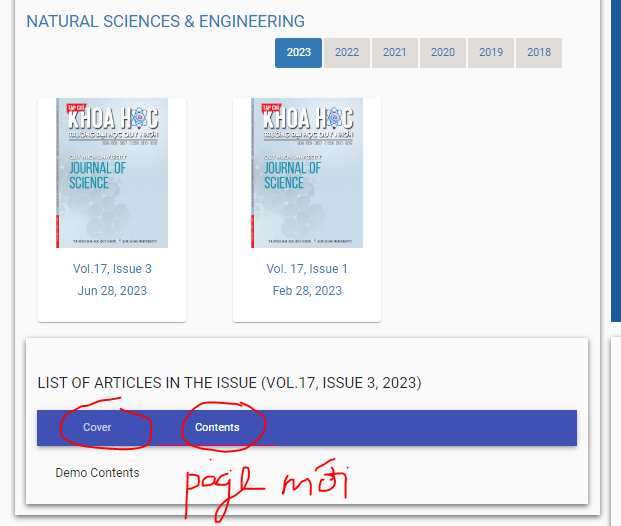 NATURAL SCIENCES & ENGINEERING
2023 2022 2021 2020 2019 2018
TẠP CHÍ
KHOA HỌC
TRƯỜNG ĐẠI HỌC QUY NHƠN
QUY NHON UNIVERSITY
JOURNAL OF
SCIENCE
TẠP CHÍ
KHOA HỌC
TRƯỜNG ĐẠI HỌC QUY NHƠN
QUY NHON UNIVERSITY
JOURNAL OF
SCIENCE
Vol.17, Issue 3
Jun 28, 2023
Vol. 17, Issue 1
Feb 28, 2023
LIST OF ARTICLES IN THE ISSUE (VOL.17, ISSUE 3, 2023)
Cover Contents
Demo Contents
page mới